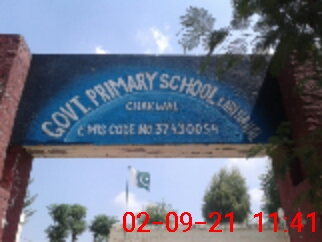 GOVT. PRIMARY SCHOOL
CHAKWAL
EMIS CODE NO. 37430054
02-09-21 11:41